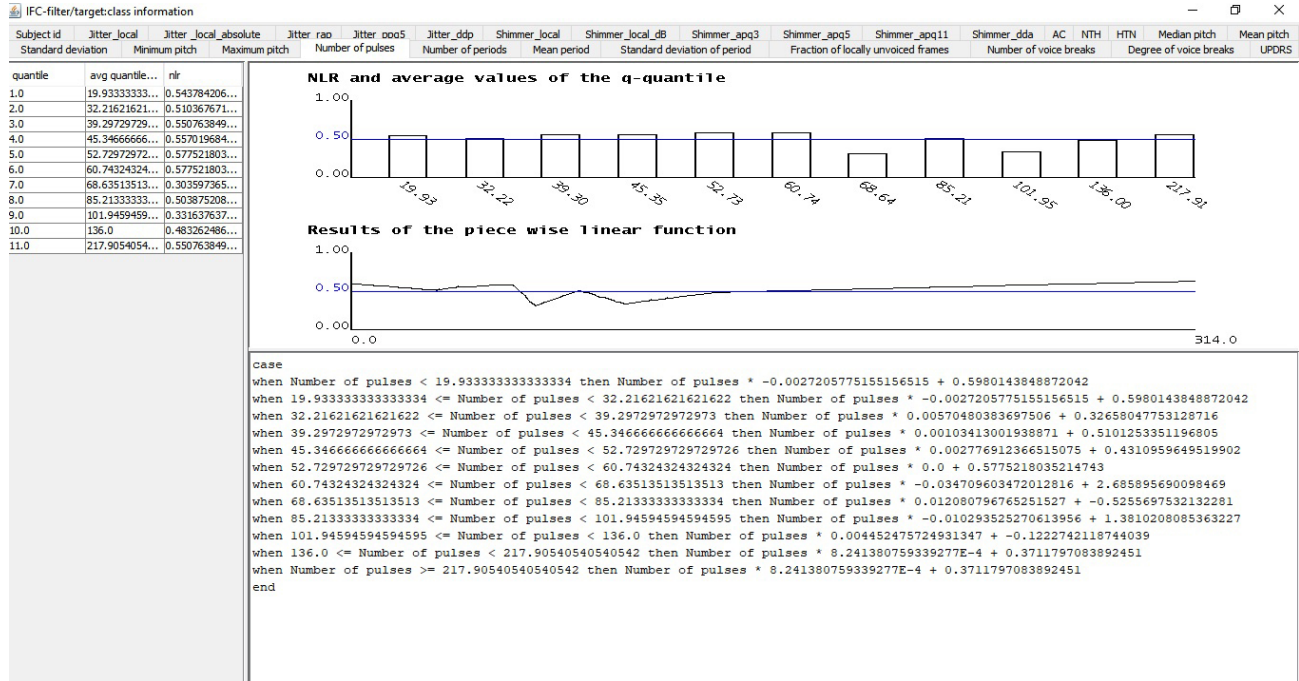 IFC-filter/target:class information
Subject id Jitter_local Jitter _local_absolute Jitter_rap Jitter_ppq5 Jitter_ddp Shimmer_local Shimmer_local_dB Shimmer_apq3 Shimmer_apq5 Shimmer_apq11 Shimmer_dda AC NTH HTN Median pitch Mean pitch
Standard deviation Minimum pitch Maximum pitch Number of pulses Number of periods Mean period Standard deviation of period Fraction of locally unvoiced frames Number of voice breaks Degree of voice breaks UPDRS
quantile avg quantile... nlr
1.0 19.93333333... 0.543784206...
2.0 32.21621621... 0.510367671...
3.0 39.29729729... 0.550763849...
4.0 45.34666666... 0.557019684...
5.0 52.72972972... 0.577521803...
6.0 60.74324324... 0.577521803...
7.0 68.63513513... 0.303597365...
8.0 85.21333333... 0.503875208...
9.0 101.9459459... 0.331637637...
10.0 136.0 0.483262486...
11.0 217.9054054... 0.550763849...
NLR and average values of the q-quantile
1.00
0.50
0.00
19.93 32.22 39.30 45.35 52.73 60.74 68.64 85.21 101.95 136.00 217.91
Results of the piece wise linear function
1.00
0.50
0.00
0.0 314.0
case
when Number of pulses < 19.933333333333334 then Number of pulses * -0.0027205775155156515 + 0.5980143848872042
when 19.933333333333334 <= Number of pulses < 32.21621621621622 then Number of pulses * -0.0027205775155156515 + 0.5980143848872042
when 32.21621621621622 <= Number of pulses < 39.2972972972973 then Number of pulses * 0.00570480383697506 + 0.32658047753128716
when 39.2972972972973 <= Number of pulses < 45.346666666666664 then Number of pulses * 0.00103413001938871 + 0.5101253351196805
when 45.346666666666664 <= Number of pulses < 52.729729729729726 then Number of pulses * 0.002776912366515075 + 0.4310959649519902
when 52.729729729729726 <= Number of pulses < 60.74324324324324 then Number of pulses * 0.0 + 0.5775218035214743
when 60.74324324324324 <= Number of pulses < 68.63513513513513 then Number of pulses * -0.034709603472012816 + 2.685895690098469
when 68.63513513513513 <= Number of pulses < 85.21333333333334 then Number of pulses * 0.012080796765251527 + -0.5255697532132281
when 85.21333333333334 <= Number of pulses < 101.94594594594595 then Number of pulses * -0.010293525270613956 + 1.3810208085363227
when 101.94594594594595 <= Number of pulses < 136.0 then Number of pulses * 0.004452475724931347 + -0.1222742118744039
when 136.0 <= Number of pulses < 217.90540540540542 then Number of pulses * 8.241380759339277E-4 + 0.3711797083892451
when Number of pulses >= 217.90540540540542 then Number of pulses * 8.241380759339277E-4 + 0.3711797083892451
end